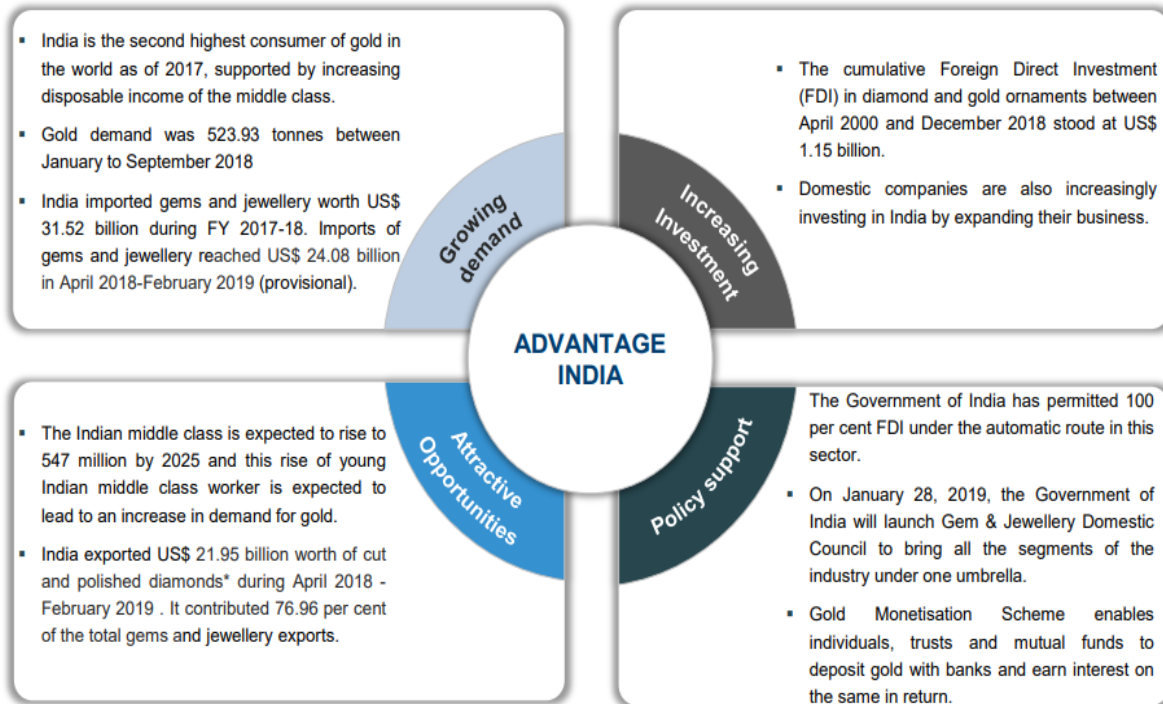 ▪ India is the second highest consumer of gold in
the world as of 2017, supported by increasing
disposable income of the middle class.
▪ Gold demand was 523.93 tonnes between
January to September 2018
▪ India imported gems and jewellery worth US$
31.52 billion during FY 2017-18. Imports of
gems and jewellery reached US$ 24.08 billion
in April 2018-February 2019 (provisional).
Growing
demand
▪ The cumulative Foreign Direct Investment
(FDI) in diamond and gold ornaments between
April 2000 and December 2018 stood at US$
1.15 billion.
▪ Domestic companies are also increasingly
investing in India by expanding their business.
Increasing
Investment
ADVANTAGE
INDIA
▪ The Indian middle class is expected to rise to
547 million by 2025 and this rise of young
Indian middle class worker is expected to
lead to an increase in demand for gold.
▪ India exported US$ 21.95 billion worth of cut
and polished diamonds* during April 2018 -
February 2019 . It contributed 76.96 per cent
of the total gems and jewellery exports.
Attractive
Opportunities
Policy support
The Government of India has permitted 100
per cent FDI under the automatic route in this
sector.
▪ On January 28, 2019, the Government of
India will launch Gem & Jewellery Domestic
Council to bring all the segments of the
industry under one umbrella.
▪ Gold Monetisation Scheme enables
individuals, trusts and mutual funds to
deposit gold with banks and earn interest on
the same in return.